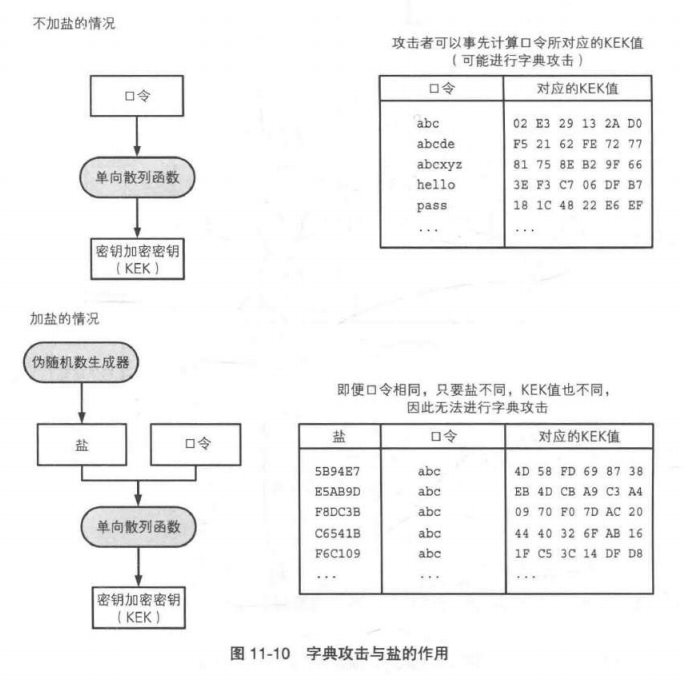 不加盐的情况
口令
单向散列函数
密钥加密密钥
（KEK）
攻击者可以事先计算口令所对应的KEK值
（可能进行字典攻击）
口令 对应的KEK值
abc 02 E3 29 13 2A D0
abcde F5 21 62 FE 72 77
abcxyz 81 75 8E B2 9F 66
hello 3E F3 C7 06 DF B7
pass 18 1C 48 22 E6 EF
... ...
加盐的情况
伪随机数生成器
盐 口令
单向散列函数
密钥加密密钥
（KEK）
即便口令相同，只要盐不同，KEK值也不同，
因此无法进行字典攻击
盐 口令 对应的KEK值
5B94E7 abc 4D 58 FD 69 87 38
E5AB9D abc EB 4D CB A9 C3 A4
F8DC3B abc 09 70 F0 7D AC 20
C6541B abc 44 40 32 6F AB 16
F6C109 abc 1F C5 3C 14 DF D8
... ... ...
图 11-10 字典攻击与盐的作用